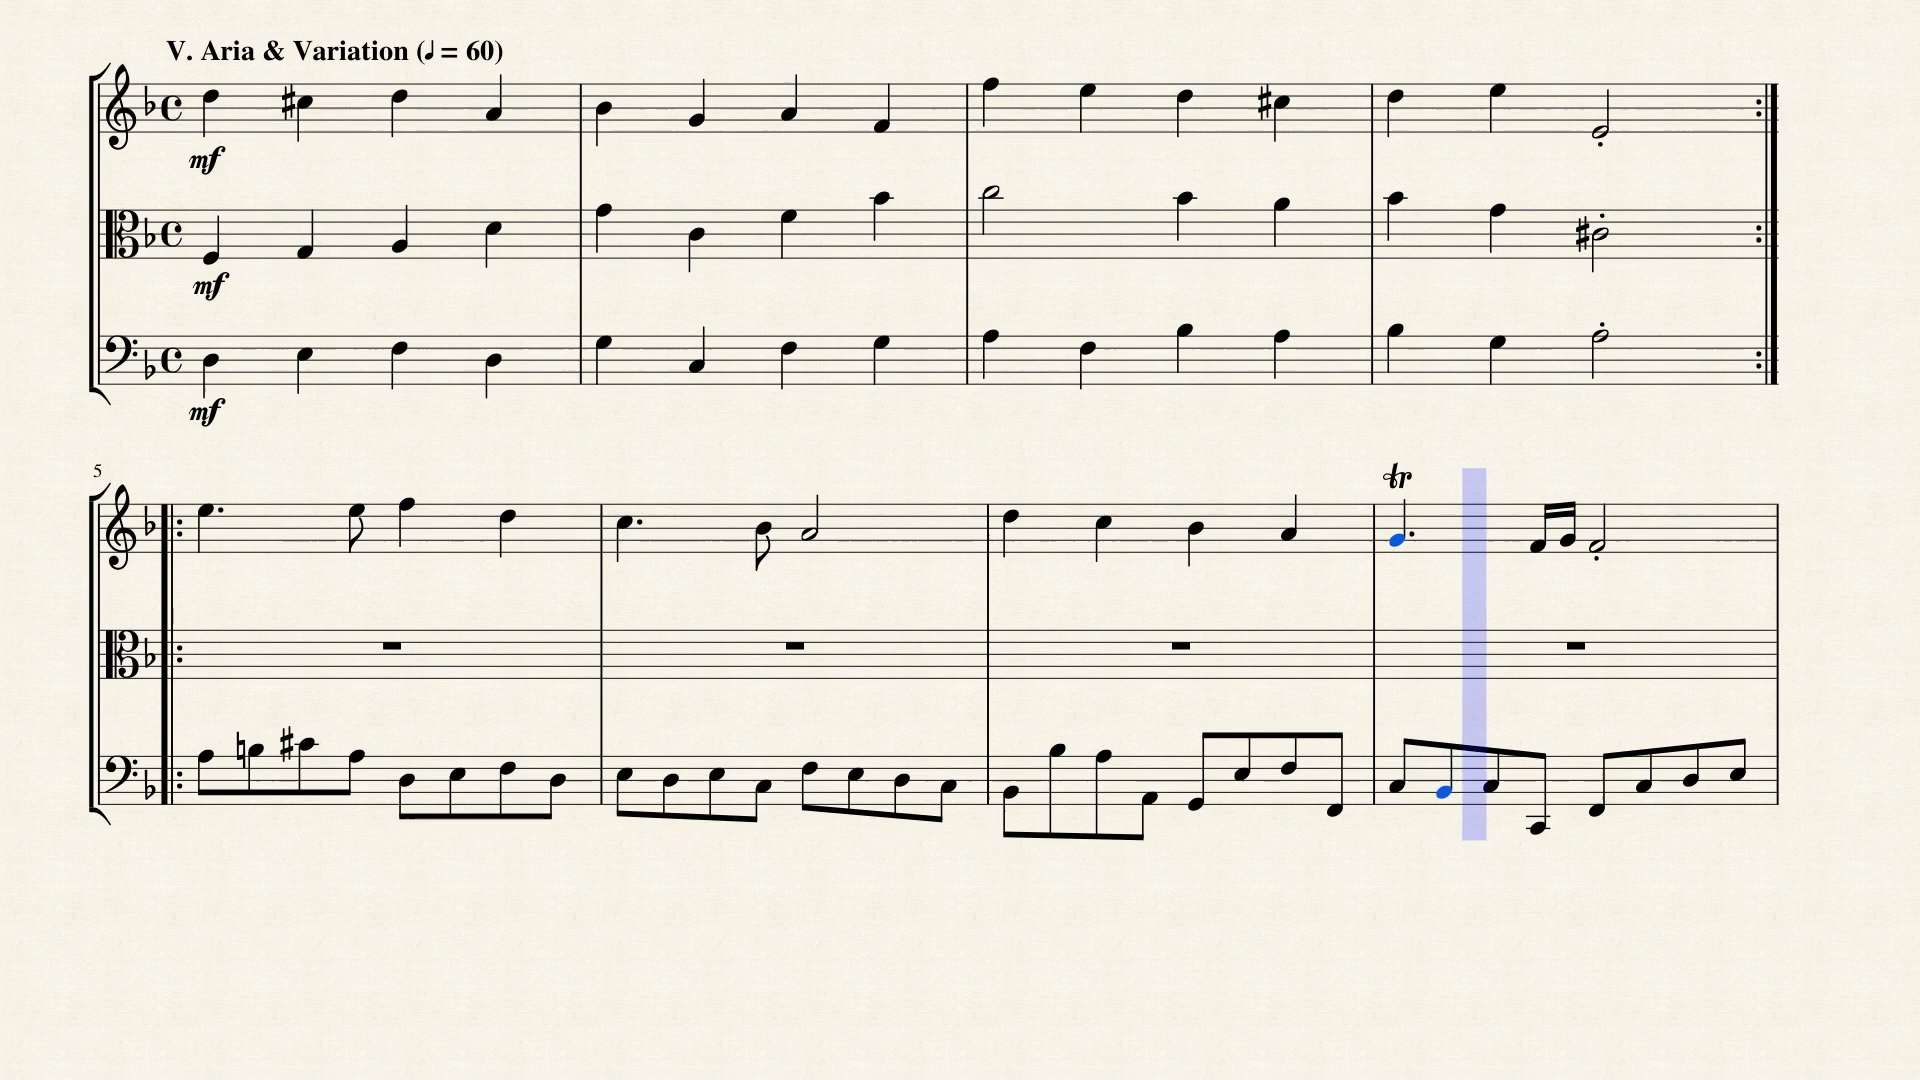 V. Aria & Variation (♩ = 60)
mf
mf
mf
5
tr